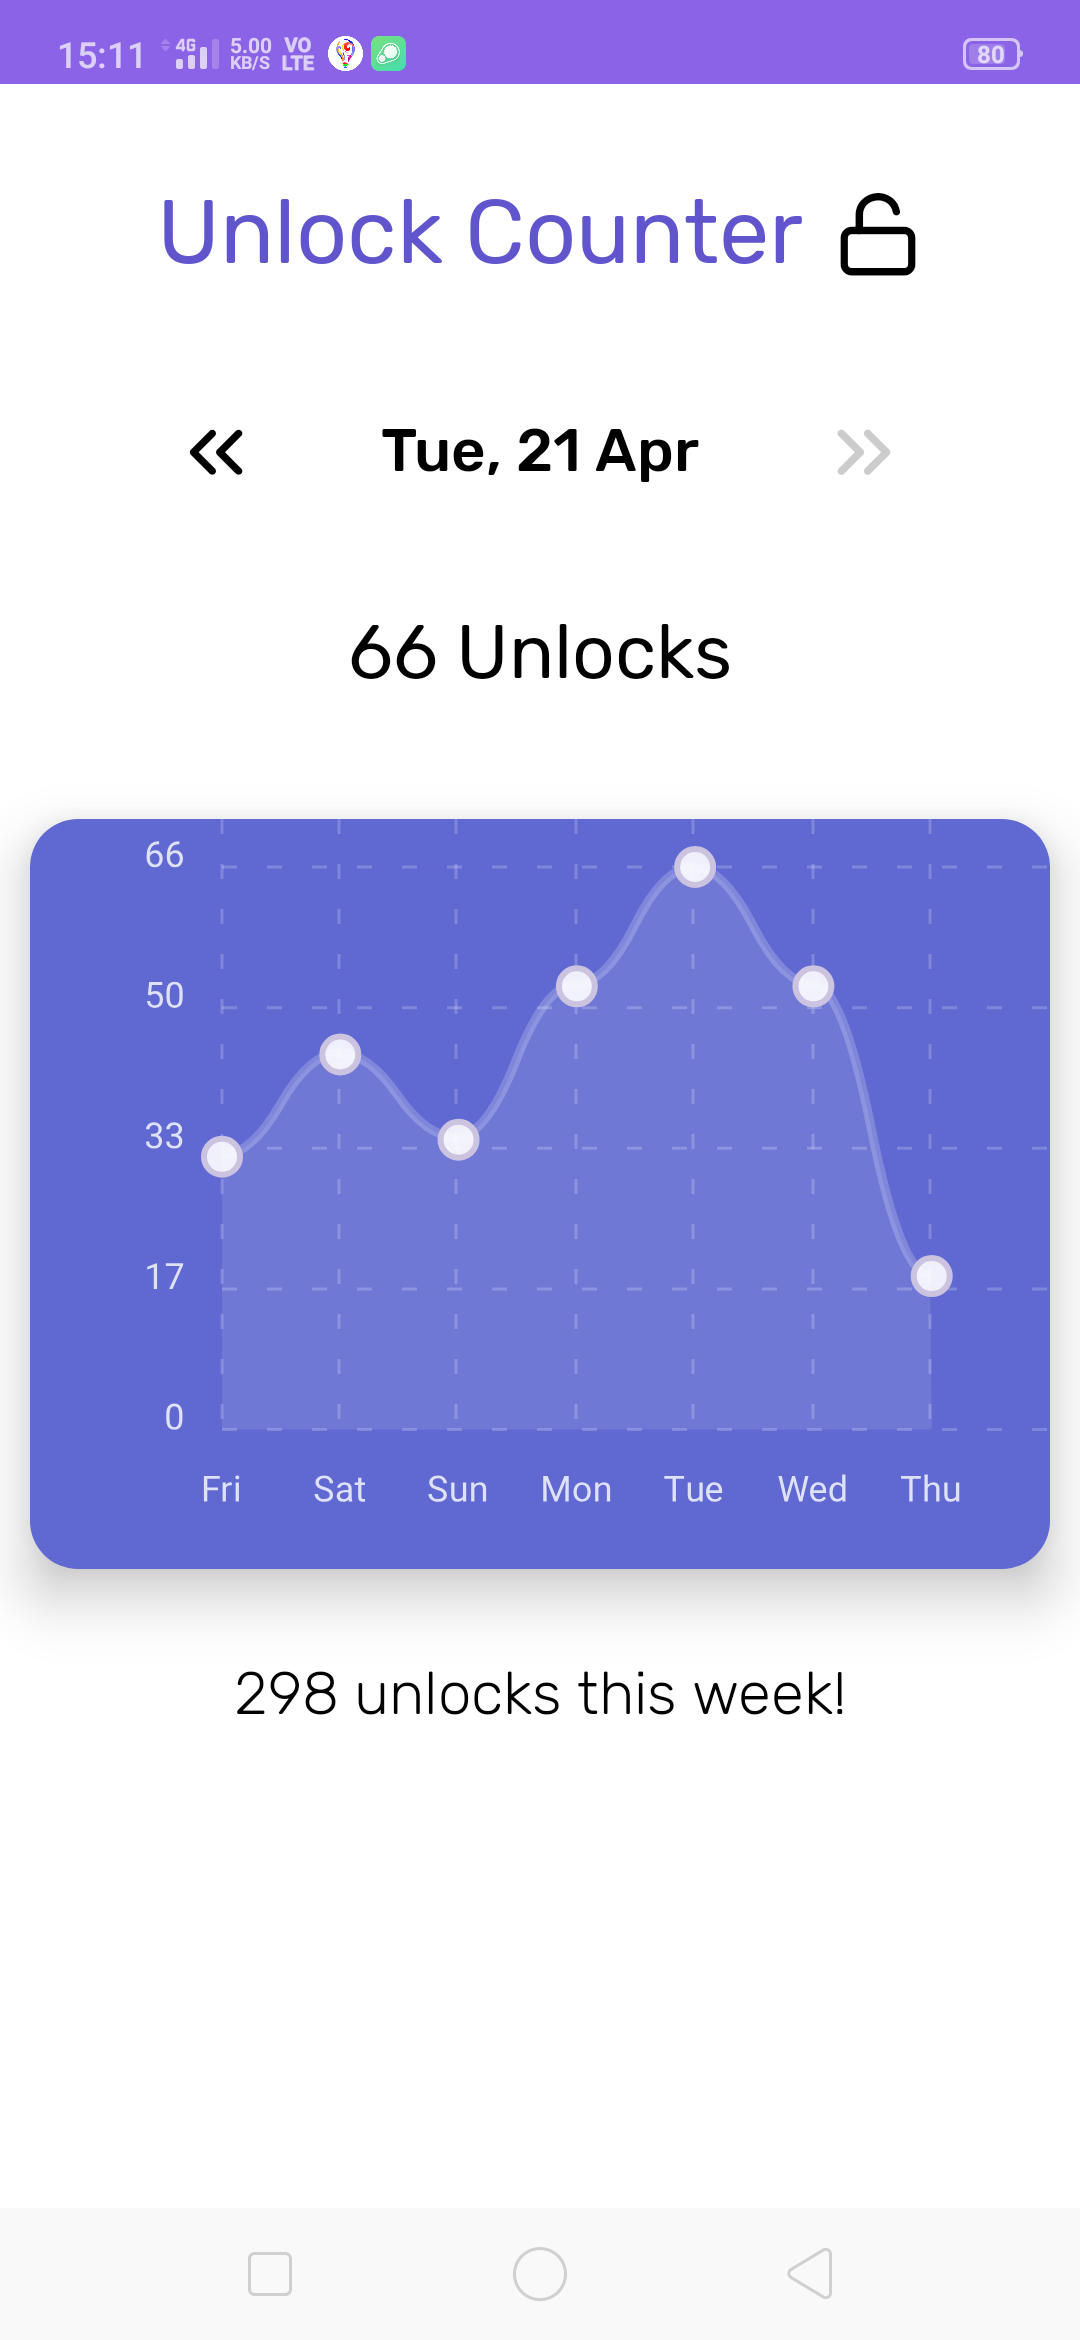 15:11 4G 5.00 KB/S VO LTE 80
Unlock Counter
Tue, 21 Apr
66 Unlocks
66
50
33
17
0
Fri Sat Sun Mon Tue Wed Thu
298 unlocks this week!